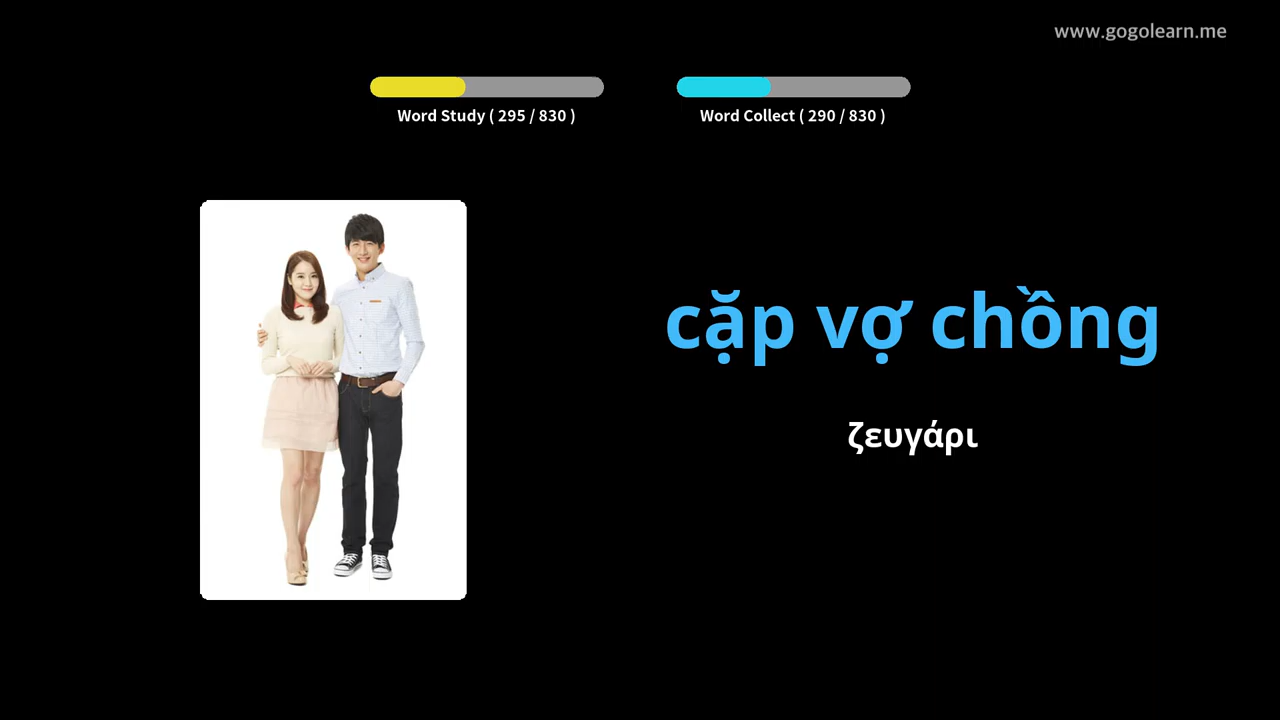 www.gogolearn.me
Word Study ( 295 / 830 )
Word Collect ( 290 / 830 )
cặp vợ chồng
ζευγάρι